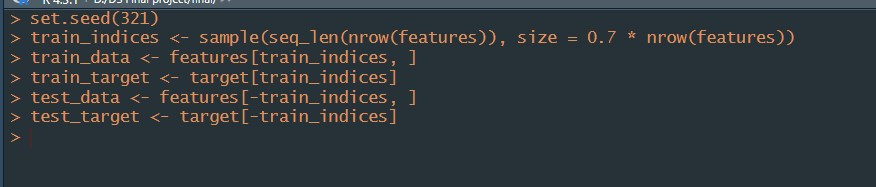 > set.seed(321)
> train_indices <- sample(seq_len(nrow(features)), size = 0.7 * nrow(features))
> train_data <- features[train_indices, ]
> train_target <- target[train_indices]
> test_data <- features[-train_indices, ]
> test_target <- target[-train_indices]
>